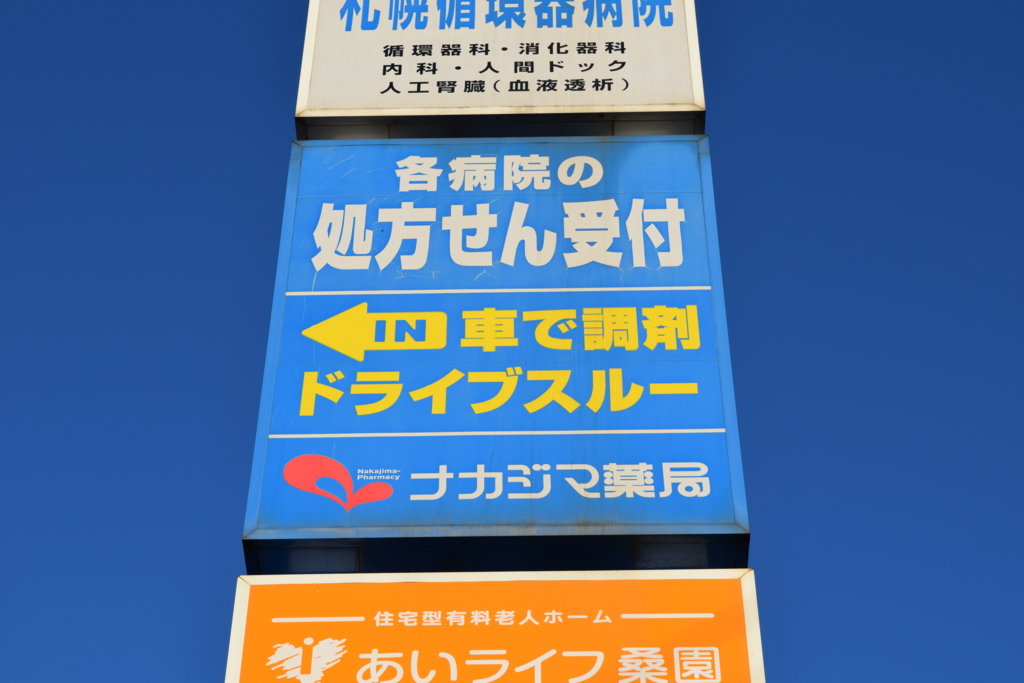 札幌循環器病院
循環器科・消化器科
内科・人間ドック
人工腎臓(血液透析)
各病院の
処方せん受付
IN 車で調剤
ドライブスルー
Nakajima-
Pharmacy
ナカジマ薬局
住宅型有料老人ホーム
あいライフ桑園